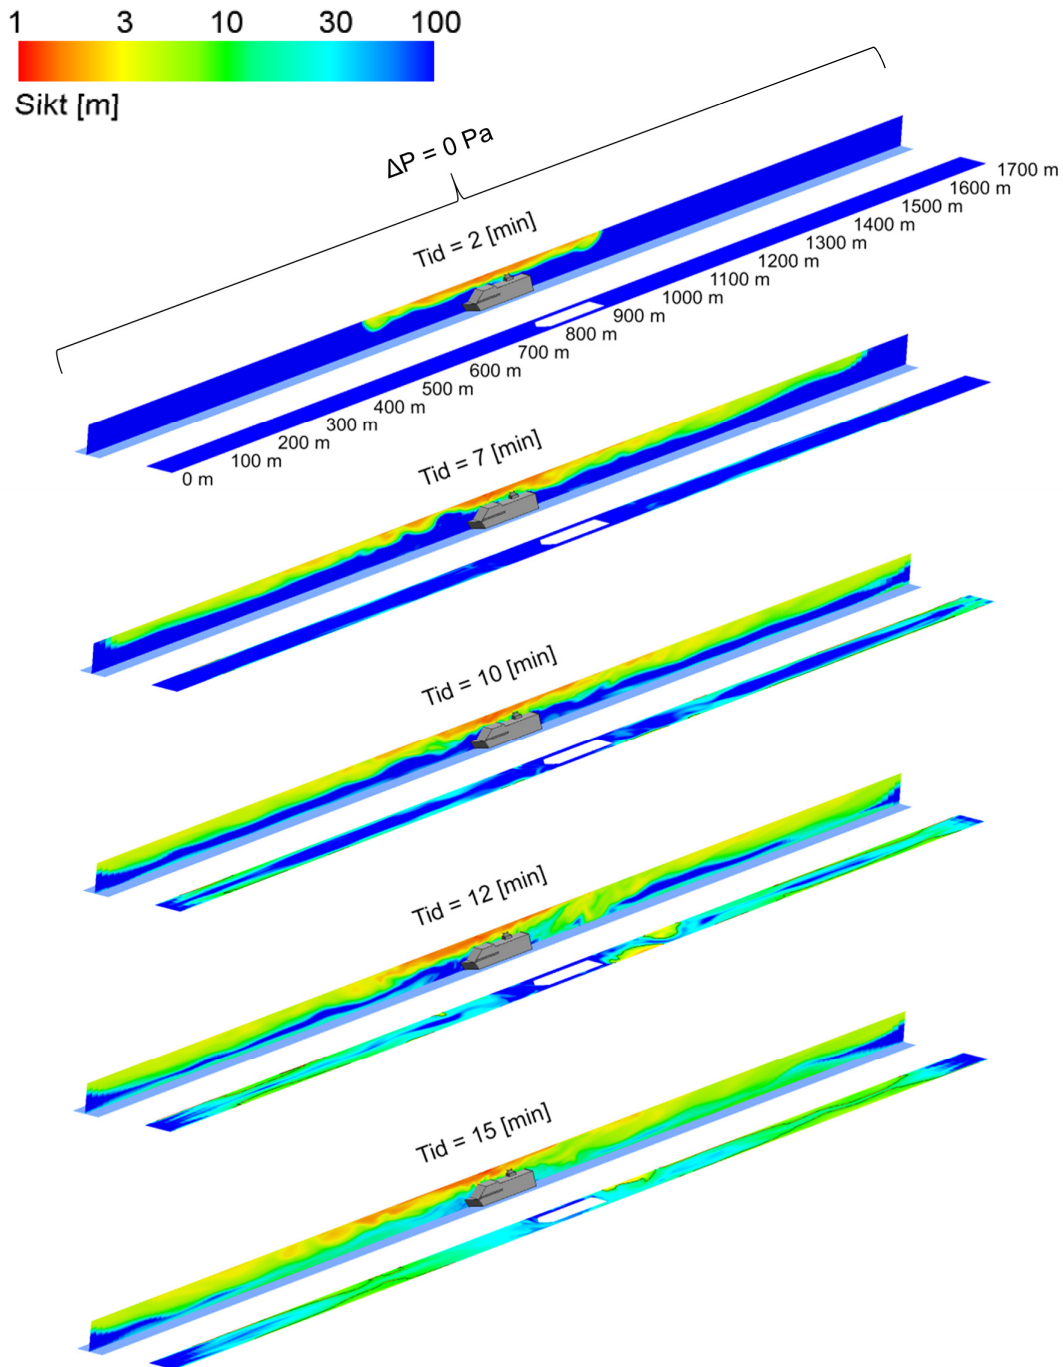 1 3 10 30 100
Sikt [m]
ΔP = 0 Pa
Tid = 2 [min]
1700 m
1600 m
1500 m
1400 m
1300 m
1200 m
1100 m
1000 m
900 m
800 m
700 m
600 m
500 m
400 m
300 m
200 m
100 m
0 m
Tid = 7 [min]
Tid = 10 [min]
Tid = 12 [min]
Tid = 15 [min]